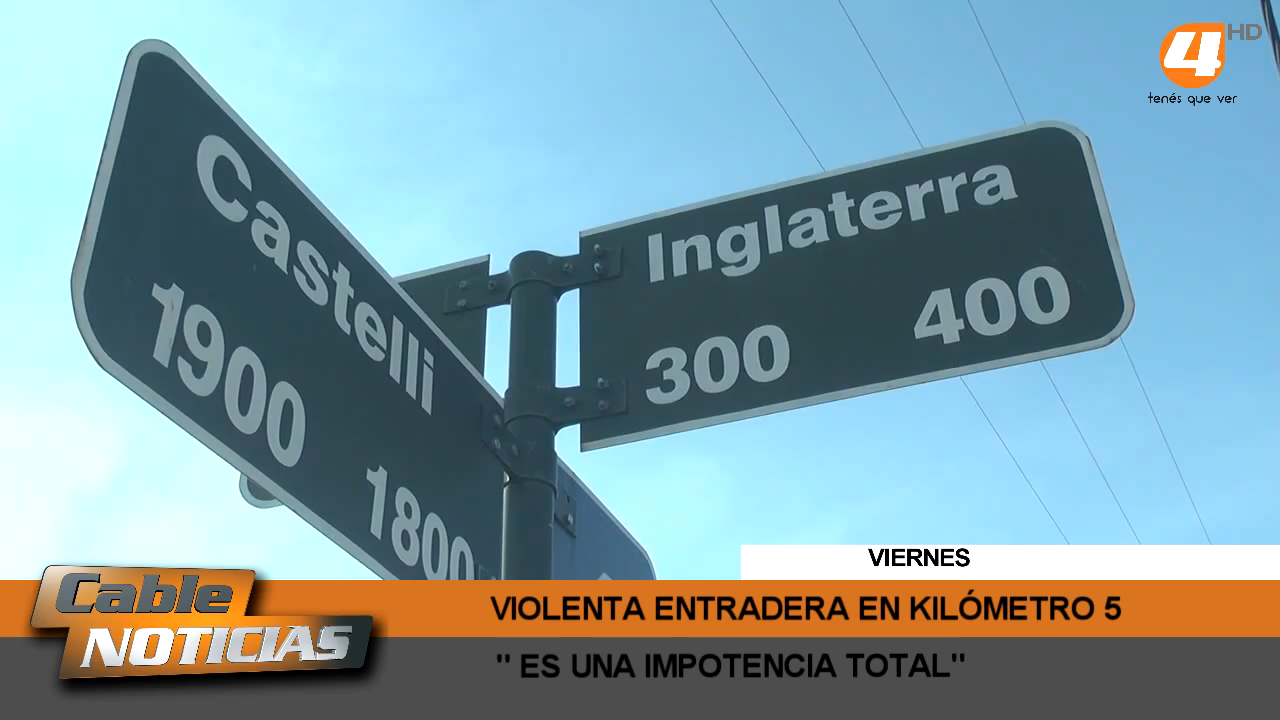 4 HD
tenés que ver
Castelli
1900 1800
Inglaterra
300 400
VIERNES
Cable
NOTICIAS
VIOLENTA ENTRADERA EN KILÓMETRO 5
" ES UNA IMPOTENCIA TOTAL"